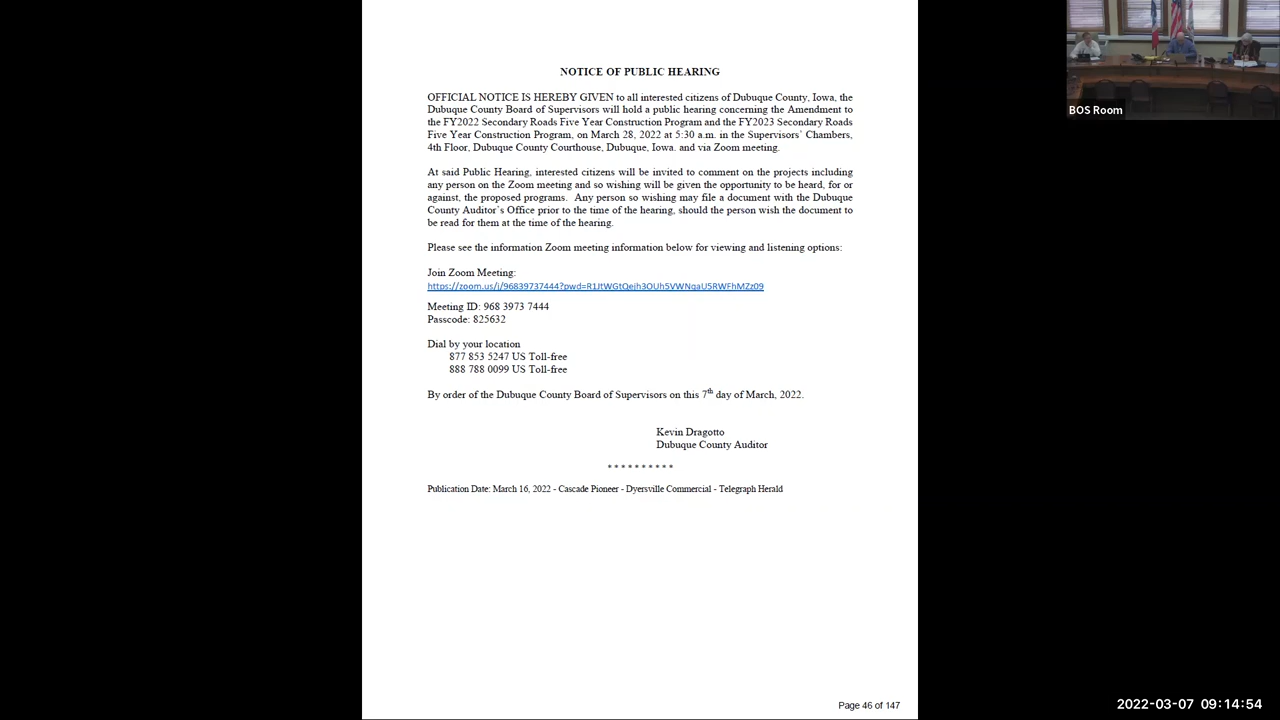 NOTICE OF PUBLIC HEARING
OFFICIAL NOTICE IS HEREBY GIVEN to all interested citizens of Dubuque County, Iowa, the
Dubuque County Board of Supervisors will hold a public hearing concerning the Amendment to
the FY2022 Secondary Roads Five Year Construction Program and the FY2023 Secondary Roads
Five Year Construction Program, on March 28, 2022 at 5:30 a.m. in the Supervisors' Chambers,
4th Floor, Dubuque County Courthouse, Dubuque, Iowa. and via Zoom meeting.
At said Public Hearing, interested citizens will be invited to comment on the projects including
any person on the Zoom meeting and so wishing will be given the opportunity to be heard, for or
against, the proposed programs. Any person so wishing may file a document with the Dubuque
County Auditor's Office prior to the time of the hearing, should the person wish the document to
be read for them at the time of the hearing.
Please see the information Zoom meeting information below for viewing and listening options:
Join Zoom Meeting:
https://zoom.us/j/96839737444?pwd=R1JtWGtQejh3OUh5VWNqaU5RWFhMZz09
Meeting ID: 968 3973 7444
Passcode: 825632
Dial by your location
877 853 5247 US Toll-free
888 788 0099 US Toll-free
By order of the Dubuque County Board of Supervisors on this 7th day of March, 2022.
Kevin Dragotto
Dubuque County Auditor
* * * * * * * * * *
Publication Date: March 16, 2022 - Cascade Pioneer - Dyersville Commercial - Telegraph Herald
Page 46 of 147
BOS Room
2022-03-07 09:14:54